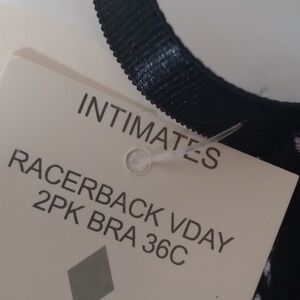 INTIMATES
RACERBACK VDAY
2PK BRA 36C